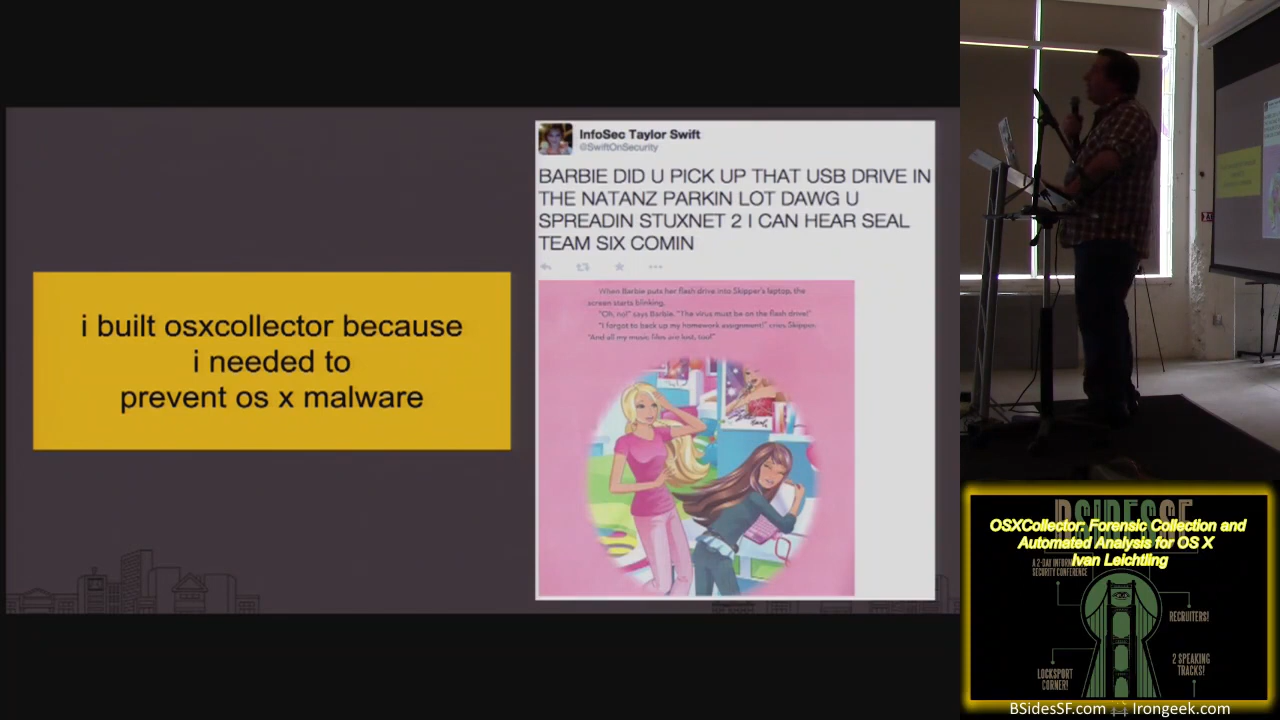 i built osxcollector because
i needed to
prevent os x malware
InfoSec Taylor Swift
@SwiftOnSecurity
BARBIE DID U PICK UP THAT USB DRIVE IN
THE NATANZ PARKIN LOT DAWG U
SPREADIN STUXNET 2 I CAN HEAR SEAL
TEAM SIX COMIN
When Barbie puts her flash drive into Skipper's laptop, the
screen starts blinking.
"Oh, no!" says Barbie. "The virus must be on the flash drive!"
"I forgot to back up my homework assignment!" cries Skipper.
"And all my music files are lost, too!"
BSIDESSF
OSXCollector: Forensic Collection and
Automated Analysis for OS X
Ivan Leichtling
A 2-DAY
SECURITY CONFERENCE
RECRUITERS!
LOCKSPORT
CORNER!
2 SPEAKING
TRACKS!
BSidesSF.com Irongeek.com